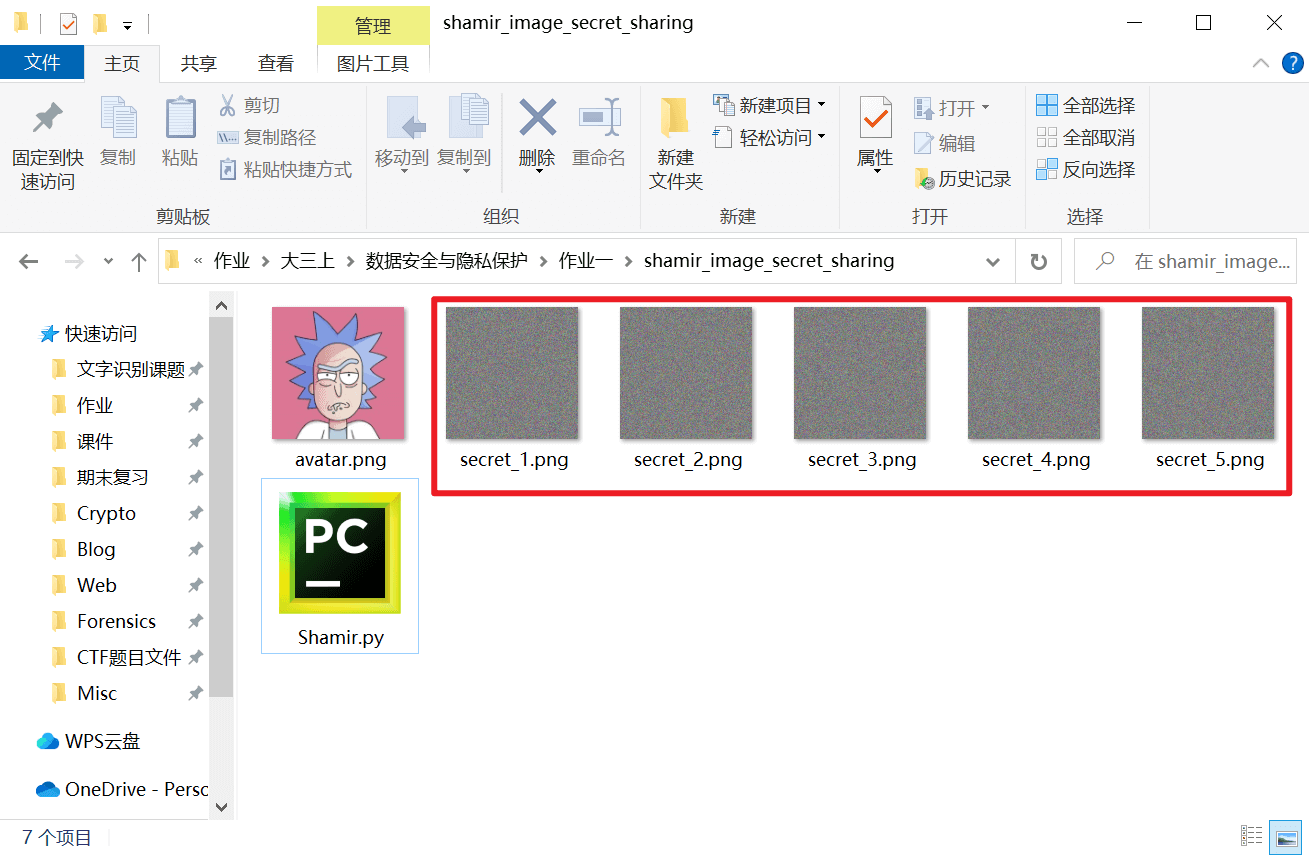 管理
shamir_image_secret_sharing
文件
主页
共享
查看
图片工具
固定到快
速访问
复制
粘贴
剪切
复制路径
粘贴快捷方式
剪贴板
移动到
复制到
删除
重命名
组织
新建
文件夹
新建项目
轻松访问
新建
属性
打开
编辑
历史记录
打开
全部选择
全部取消
反向选择
选择
« 作业 > 大三上 > 数据安全与隐私保护 > 作业一 > shamir_image_secret_sharing
在 shamir_image...
快速访问
文字识别课题
作业
课件
期末复习
Crypto
Blog
Web
Forensics
CTF题目文件
Misc
WPS云盘
OneDrive - Perso
avatar.png
secret_1.png
secret_2.png
secret_3.png
secret_4.png
secret_5.png
PC
Shamir.py
7 个项目